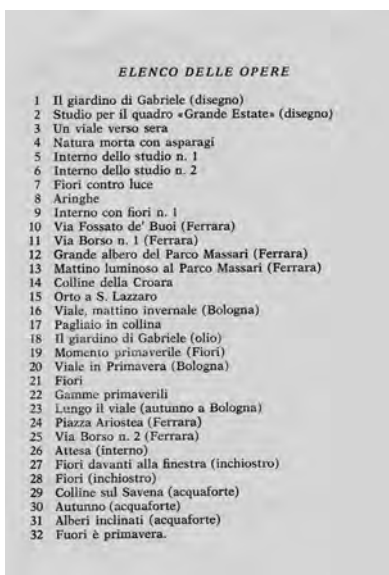 ELENCO DELLE OPERE
1 Il giardino di Gabriele (disegno)
2 Studio per il quadro «Grande Estate» (disegno)
3 Un viale verso sera
4 Natura morta con asparagi
5 Interno dello studio n. 1
6 Interno dello studio n. 2
7 Fiori contro luce
8 Aringhe
9 Interno con fiori n. 1
10 Via Fossato de' Buoi (Ferrara)
11 Via Borso n. 1 (Ferrara)
12 Grande albero del Parco Massari (Ferrara)
13 Mattino luminoso al Parco Massari (Ferrara)
14 Colline della Croara
15 Orto a S. Lazzaro
16 Viale, mattino invernale (Bologna)
17 Pagliaio in collina
18 Il giardino di Gabriele (olio)
19 Momento primaverile (Fiori)
20 Viale in Primavera (Bologna)
21 Fiori
22 Gamme primaverili
23 Lungo il viale (autunno a Bologna)
24 Piazza Ariostea (Ferrara)
25 Via Borso n. 2 (Ferrara)
26 Attesa (interno)
27 Fiori davanti alla finestra (inchiostro)
28 Fiori (inchiostro)
29 Colline sul Savena (acquaforte)
30 Autunno (acquaforte)
31 Alberi inclinati (acquaforte)
32 Fuori è primavera.